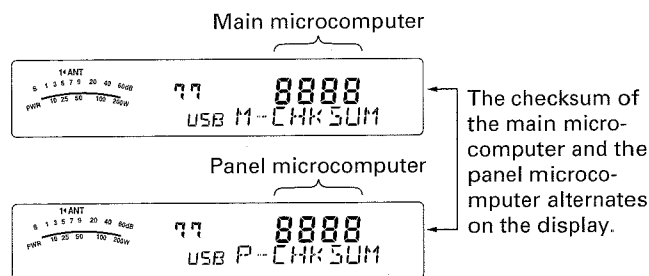 Main microcomputer
1◂ANT
S 1 3 5 7 9 20 40 60dB
PWR 10 25 50 100 200W
77 8888
USB M-CHKSUM
The checksum of
the main micro-
computer and the
panel microco-
mputer alternates
on the display.
Panel microcomputer
1◂ANT
S 1 3 5 7 9 20 40 60dB
PWR 10 25 50 100 200W
77 8888
USB P-CHKSUM